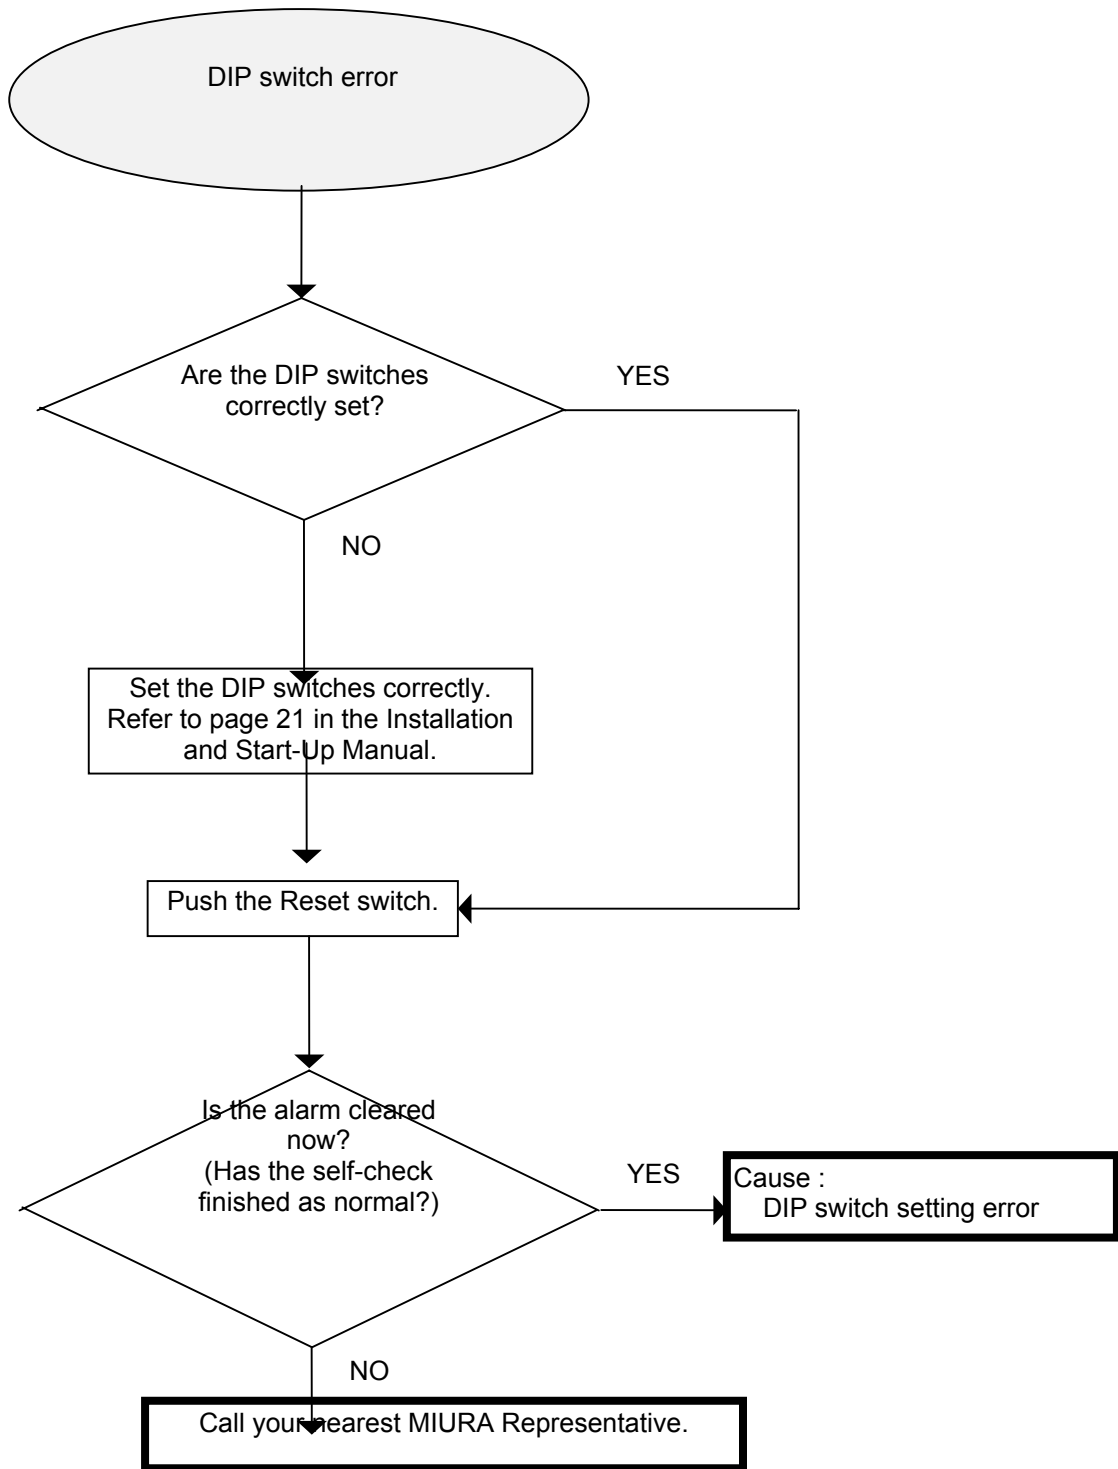 DIP switch error
Are the DIP switches
correctly set?
YES
NO
Set the DIP switches correctly.
Refer to page 21 in the Installation
and Start-Up Manual.
Push the Reset switch.
Is the alarm cleared
now?
(Has the self-check
finished as normal?)
YES
Cause :
DIP switch setting error
NO
Call your nearest MIURA Representative.